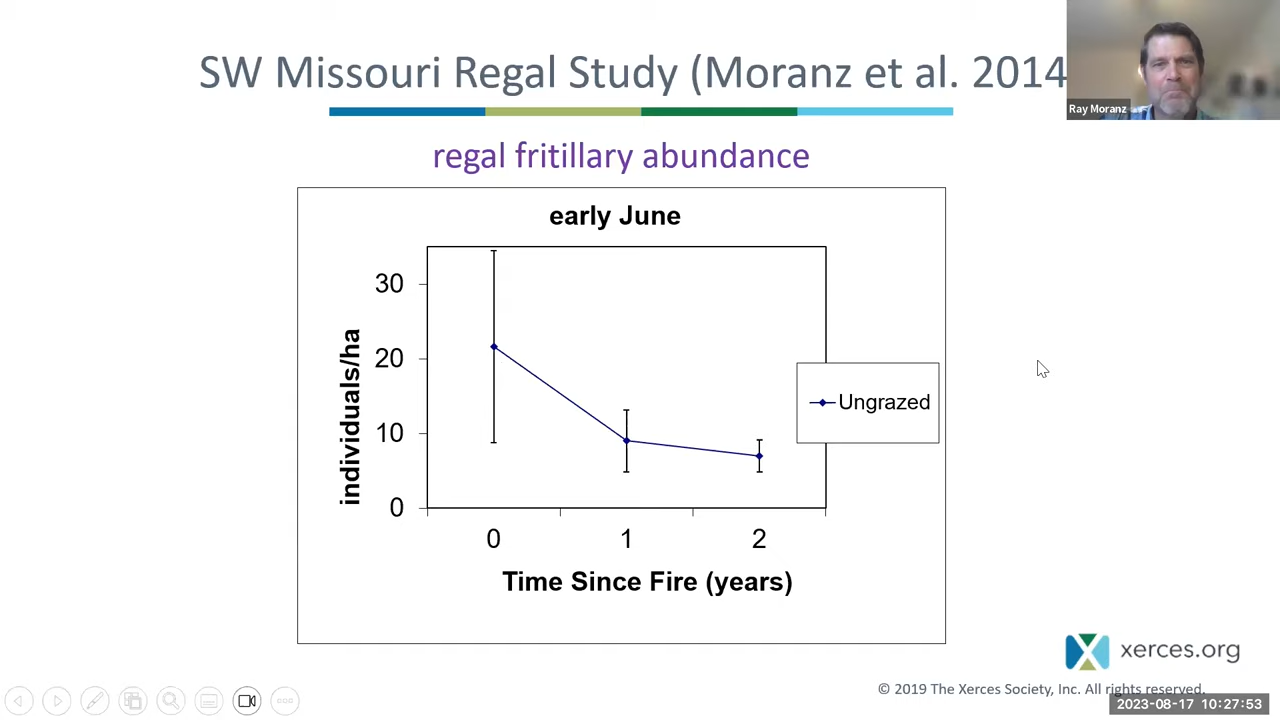 SW Missouri Regal Study (Moranz et al. 2014
Ray Moranz
regal fritillary abundance
early June
individuals/ha
30
20
10
0
Ungrazed
0 1 2
Time Since Fire (years)
xerces.org
© 2019 The Xerces Society, Inc. All rights reserved.
2023-08-17 10:27:53